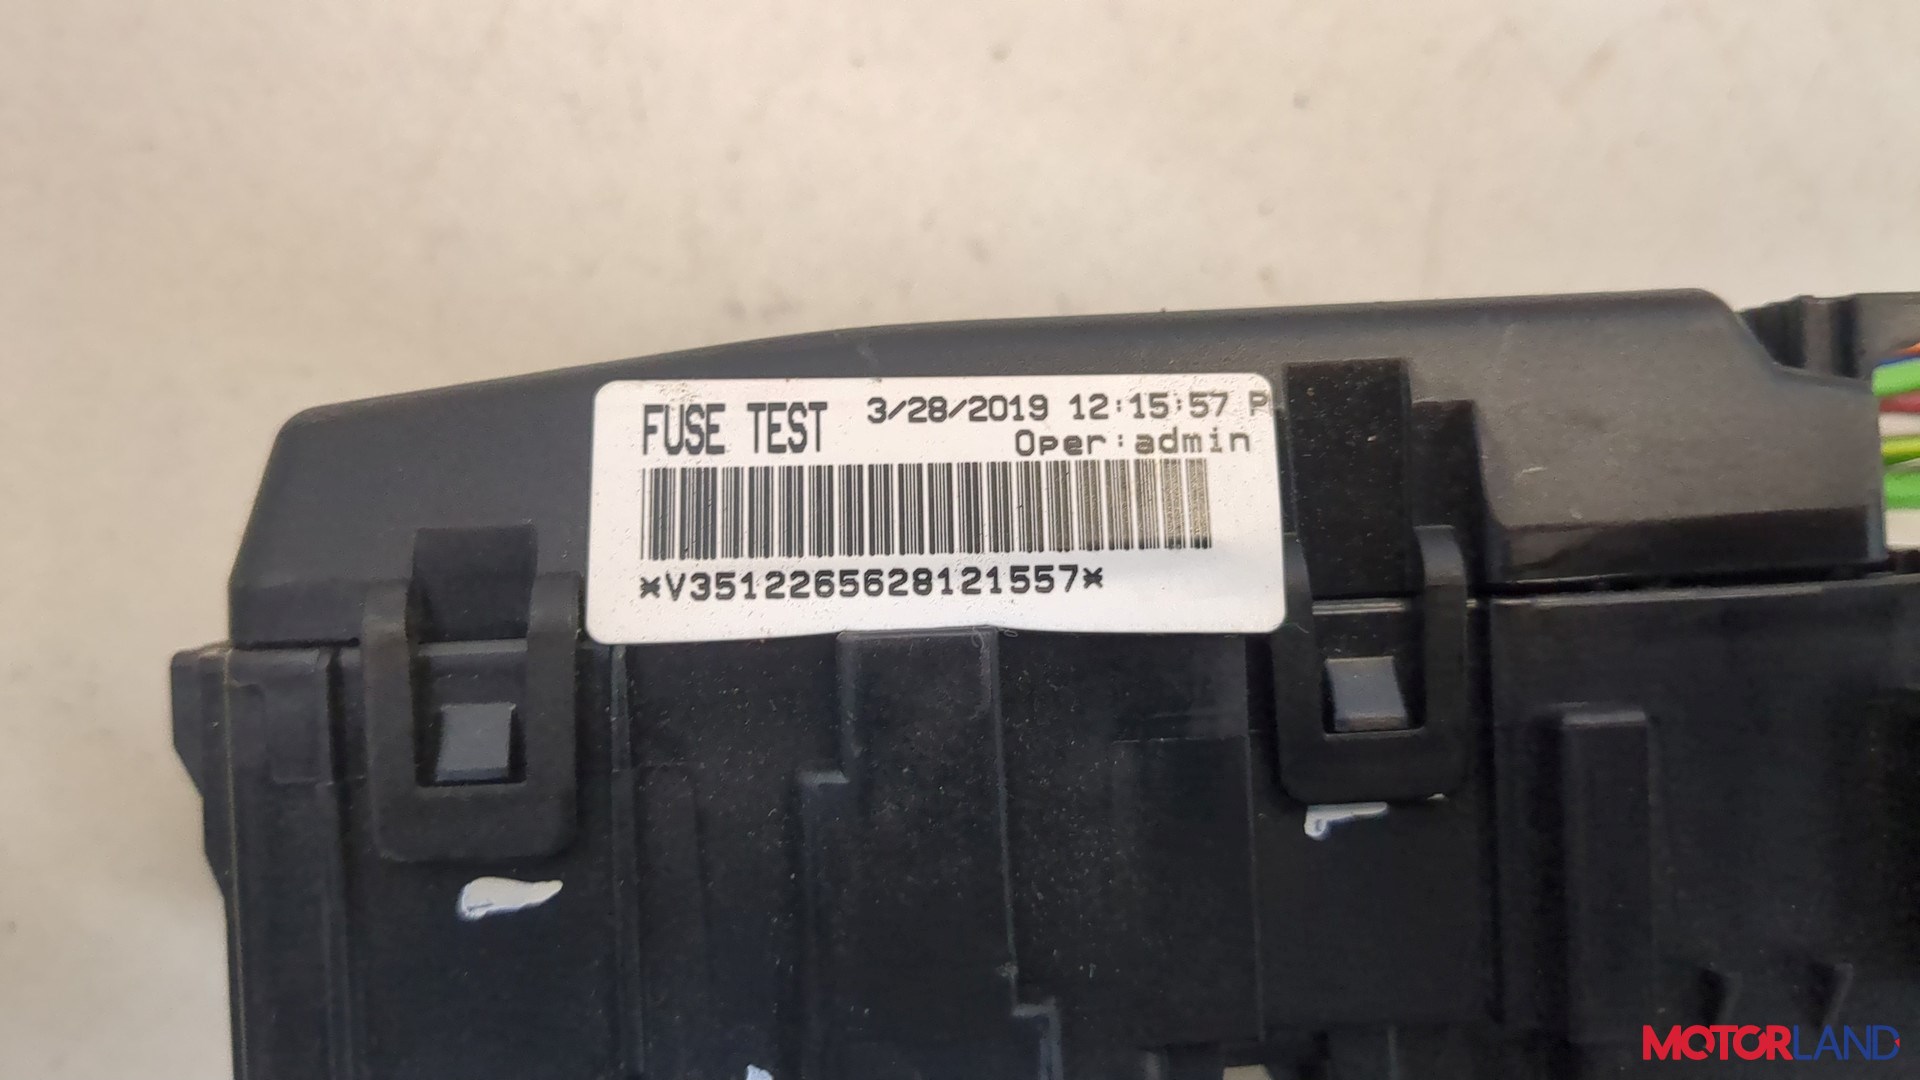 FUSE TEST 3/28/2019 12:15:57 P
Oper:admin
*V3512265628121557*
MOTORLAND